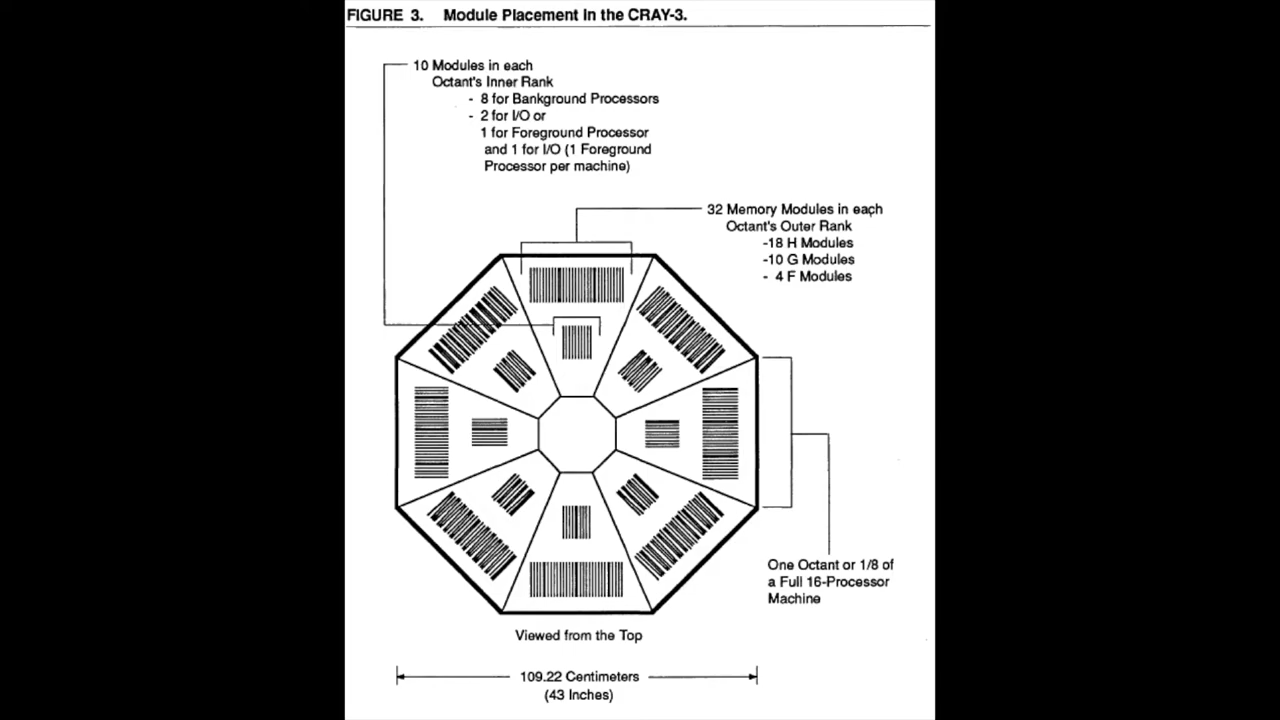 FIGURE 3. Module Placement In the CRAY-3.
10 Modules in each
Octant's Inner Rank
- 8 for Bankground Processors
- 2 for I/O or
1 for Foreground Processor
and 1 for I/O (1 Foreground
Processor per machine)
32 Memory Modules in each
Octant's Outer Rank
-18 H Modules
-10 G Modules
- 4 F Modules
One Octant or 1/8 of
a Full 16-Processor
Machine
Viewed from the Top
109.22 Centimeters
(43 Inches)